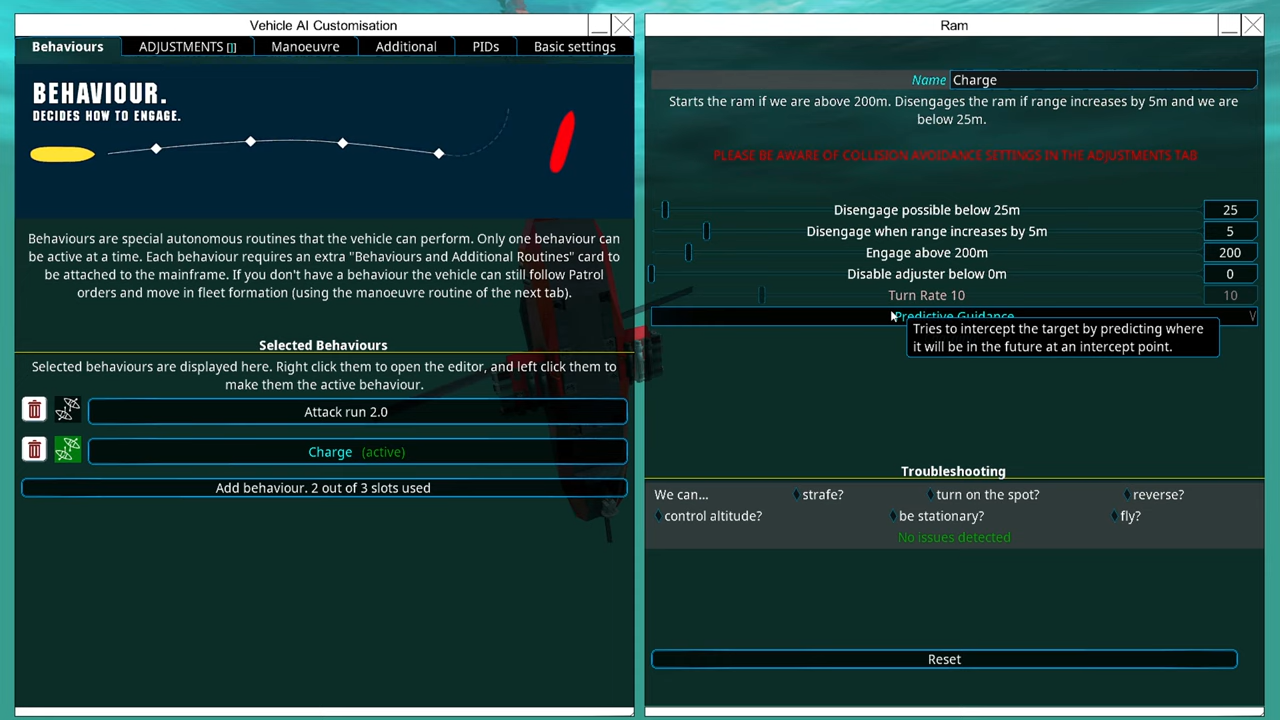 Vehicle AI Customisation
Behaviours
ADJUSTMENTS []
Manoeuvre
Additional
PIDs
Basic settings
BEHAVIOUR.
DECIDES HOW TO ENGAGE.
Behaviours are special autonomous routines that the vehicle can perform. Only one behaviour can
be active at a time. Each behaviour requires an extra "Behaviours and Additional Routines" card to
be attached to the mainframe. If you don't have a behaviour the vehicle can still follow Patrol
orders and move in fleet formation (using the manoeuvre routine of the next tab).
Selected Behaviours
Selected behaviours are displayed here. Right click them to open the editor, and left click them to
make them the active behaviour.
Attack run 2.0
Charge (active)
Add behaviour. 2 out of 3 slots used
Ram
Name Charge
Starts the ram if we are above 200m. Disengages the ram if range increases by 5m and we are
below 25m.
PLEASE BE AWARE OF COLLISION AVOIDANCE SETTINGS IN THE ADJUSTMENTS TAB
Disengage possible below 25m 25
Disengage when range increases by 5m 5
Engage above 200m 200
Disable adjuster below 0m 0
Turn Rate 10 10
Predictive Guidance V
Tries to intercept the target by predicting where
it will be in the future at an intercept point.
Troubleshooting
We can... strafe? turn on the spot? reverse?
control altitude? be stationary? fly?
No issues detected
Reset